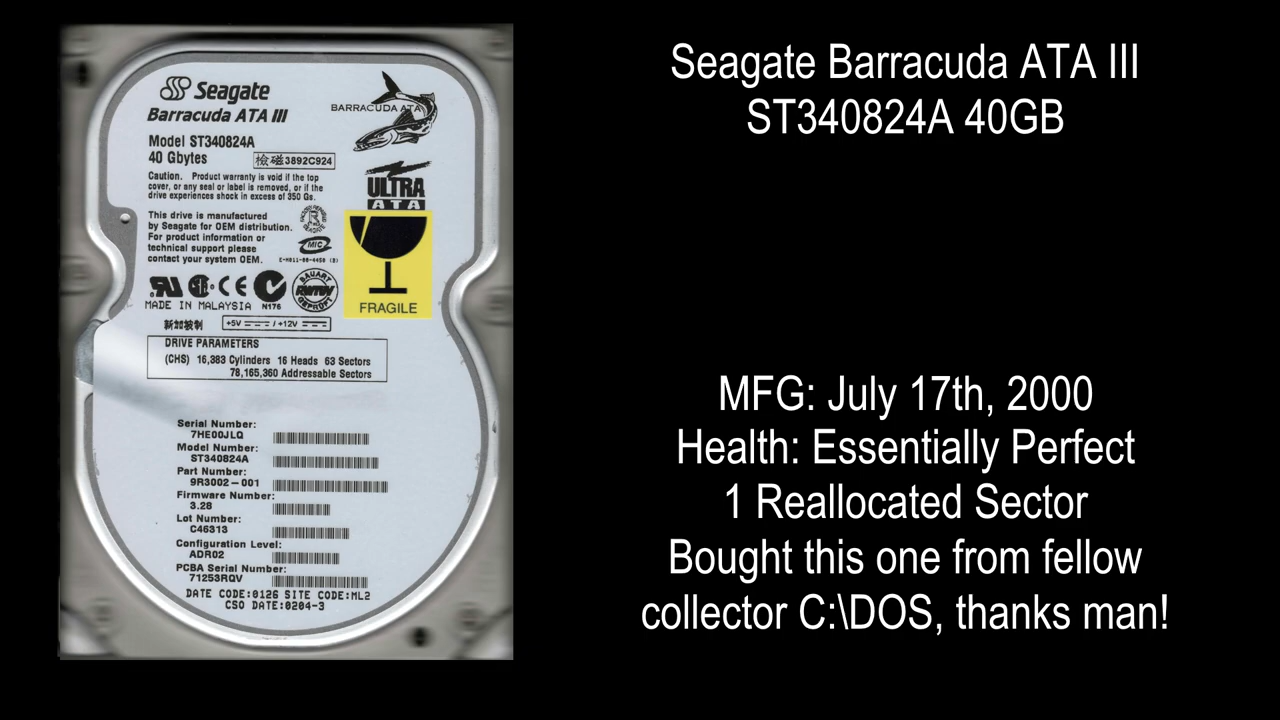 Seagate Barracuda ATA III
ST340824A 40GB
MFG: July 17th, 2000
Health: Essentially Perfect
1 Reallocated Sector
Bought this one from fellow
collector C:\DOS, thanks man!
Seagate
Barracuda ATA III
BARRACUDA ATA
Model ST340824A
40 Gbytes
檢磁3892C924
Caution. Product warranty is void if the top
cover, or any seal or label is removed, or if the
drive experiences shock in excess of 350 Gs.
ULTRA
ATA
This drive is manufactured
by Seagate for OEM distribution.
For product information or
technical support please
contact your system OEM.
MIC
E-H011-00-4450 (B)
FRAGILE
CE
N176
BAUART
GEPRÜFT
MADE IN MALAYSIA
新加坡制
+5V / +12V
DRIVE PARAMETERS
(CHS) 16,383 Cylinders 16 Heads 63 Sectors
78,165,360 Addressable Sectors
Serial Number:
7HE00JLQ
Model Number:
ST340824A
Part Number:
9R3002-001
Firmware Number:
3.28
Lot Number:
C46313
Configuration Level:
ADR02
PCBA Serial Number:
71253RQV
DATE CODE:0126 SITE CODE:ML2
CSO DATE:0204-3